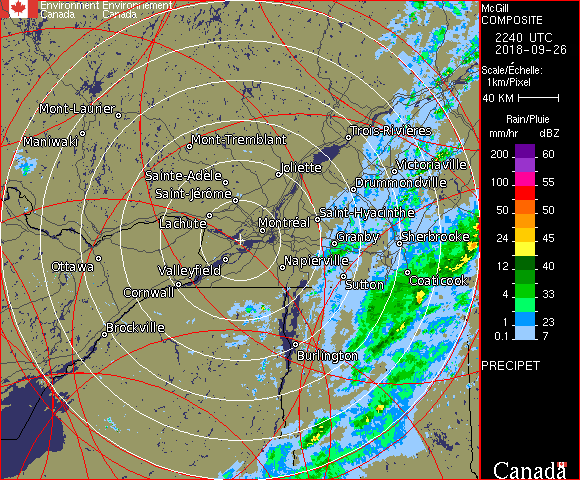 Environment Environnement
Canada Canada
McGill
COMPOSITE
2240 UTC
2018-09-26
Scale/Échelle:
1km/Pixel
40 KM
Rain/Pluie
mm/hr dBZ
200 60
150 57
100 55
50 50
45
24 45
12 40
4 33
1 23
0.1 7
PRECIPET
Canada
Mont-Laurier
Maniwaki
Mont-Tremblant
Trois-Rivières
Joliette
Victoriaville
Sainte-Adèle
Drummondville
Saint-Jérôme
Saint-Hyacinthe
Lachute
Montréal
Granby
Sherbrooke
Ottawa
Valleyfield
Napierville
Cornwall
Sutton
Coaticook
Brockville
Burlington